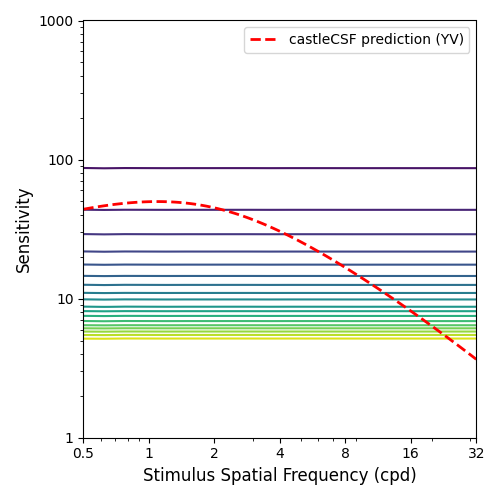 1000
castleCSF prediction (YV)
100
10
1
Sensitivity
0.5 1 2 4 8 16 32
Stimulus Spatial Frequency (cpd)